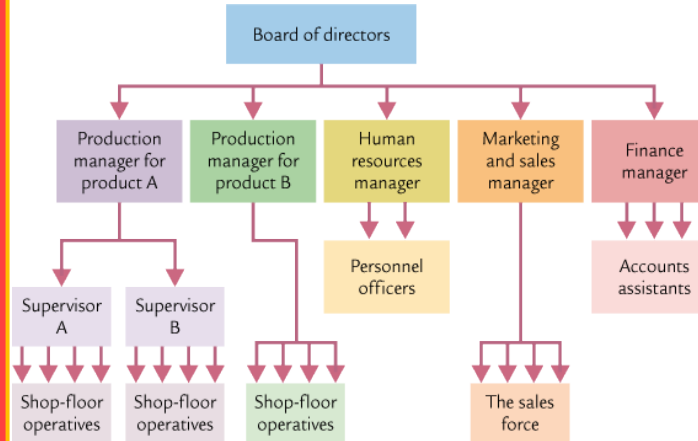 Board of directors
Production
manager for
product A
Production
manager for
product B
Human
resources
manager
Marketing
and sales
manager
Finance
manager
Personnel
officers
Accounts
assistants
Supervisor
A
Supervisor
B
Shop-floor
operatives
Shop-floor
operatives
Shop-floor
operatives
The sales
force